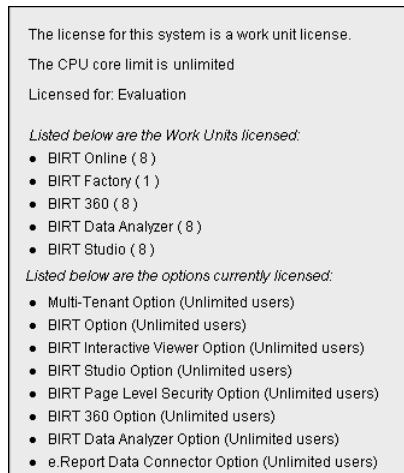 The license for this system is a work unit license.
The CPU core limit is unlimited
Licensed for: Evaluation
Listed below are the Work Units licensed:
● BIRT Online ( 8 )
● BIRT Factory ( 1 )
● BIRT 360 ( 8 )
● BIRT Data Analyzer ( 8 )
● BIRT Studio ( 8 )
Listed below are the options currently licensed:
● Multi-Tenant Option (Unlimited users)
● BIRT Option (Unlimited users)
● BIRT Interactive Viewer Option (Unlimited users)
● BIRT Studio Option (Unlimited users)
● BIRT Page Level Security Option (Unlimited users)
● BIRT 360 Option (Unlimited users)
● BIRT Data Analyzer Option (Unlimited users)
● e.Report Data Connector Option (Unlimited users)